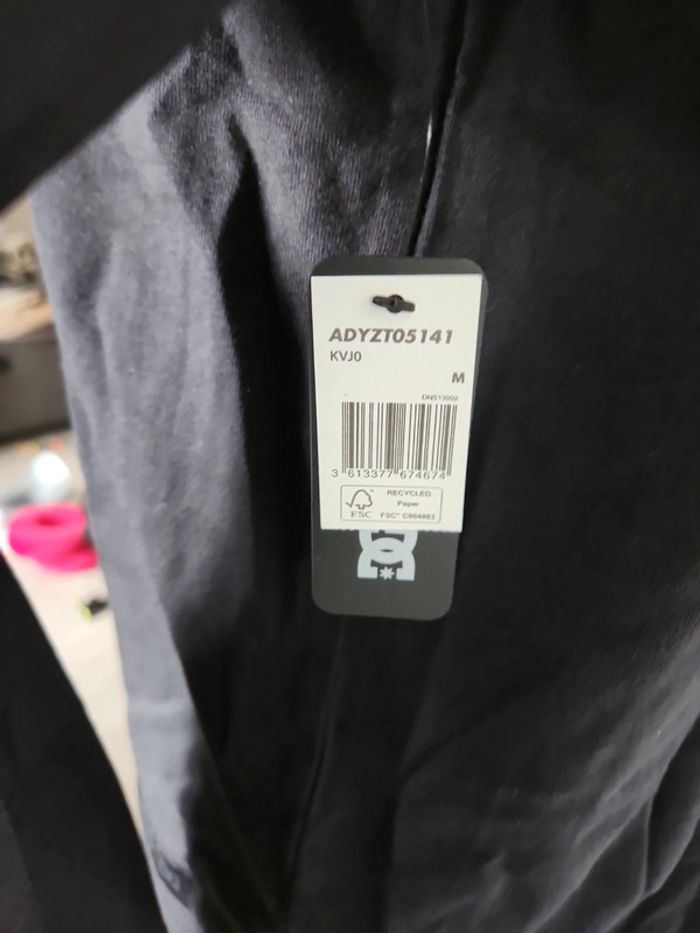 ADYZT05141
KVJ0
M
DNS13002
3 613377 674674
RECYCLED
Paper
FSC
FSC® C004883